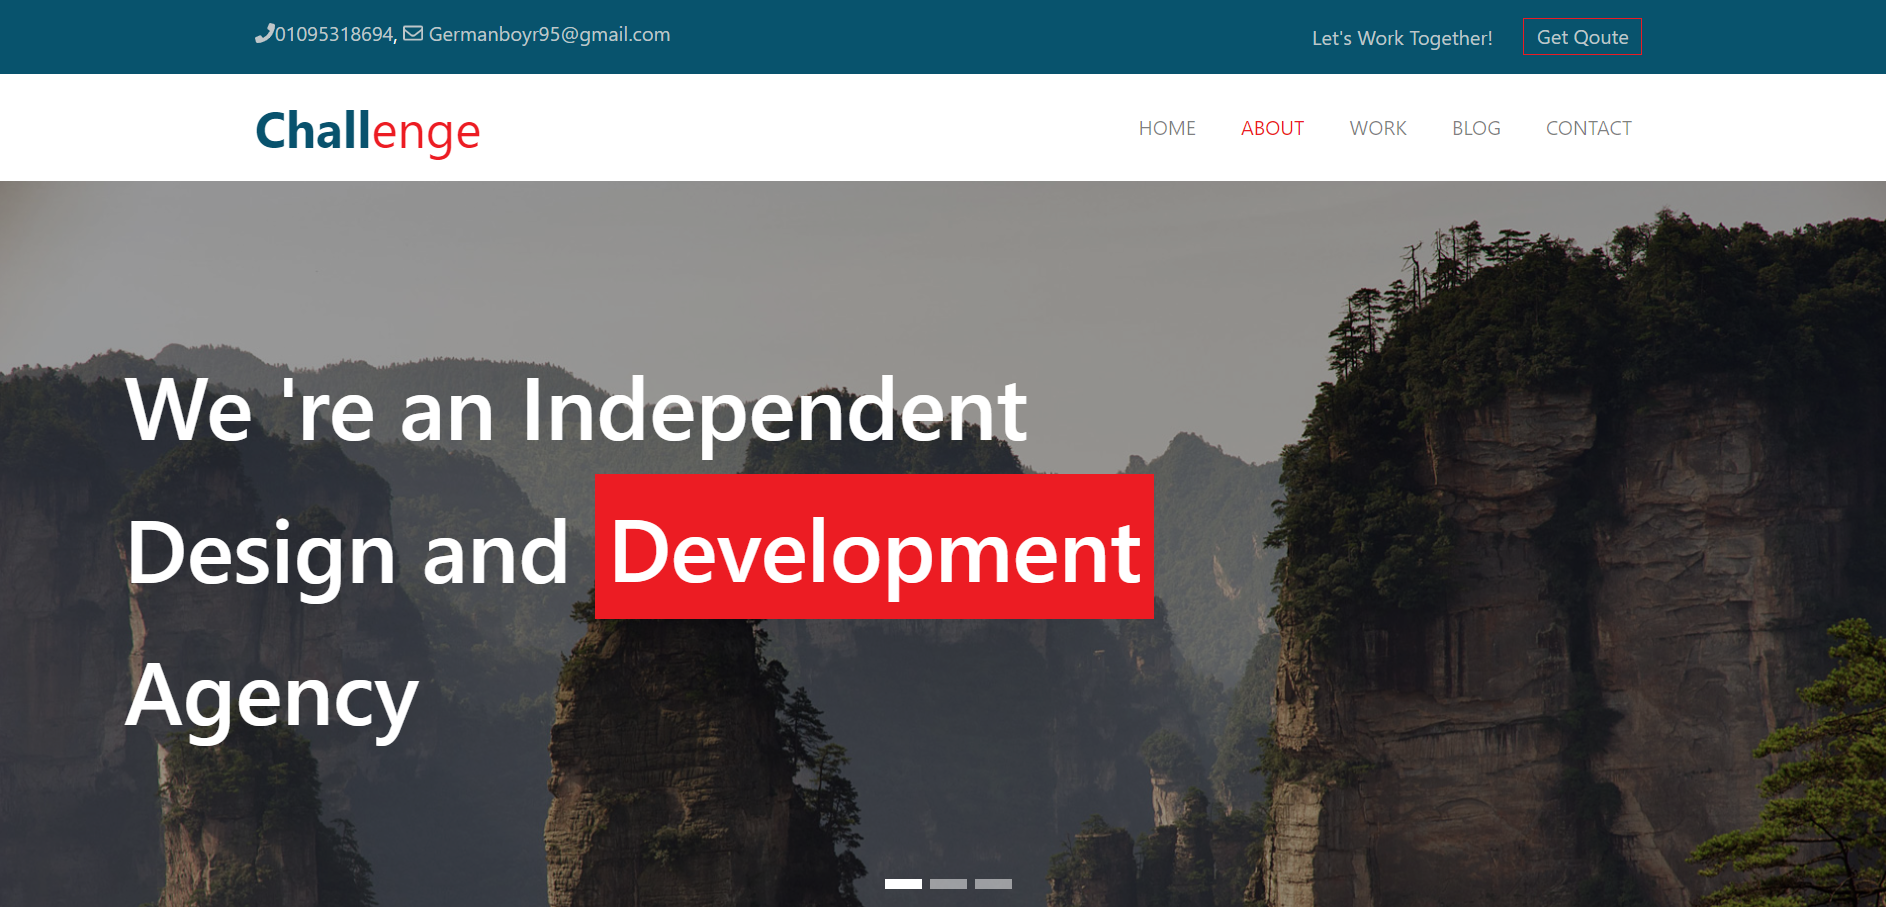 01095318694, Germanboyr95@gmail.com
Let's Work Together!
Get Qoute
Challenge
HOME ABOUT WORK BLOG CONTACT
We 're an Independent
Design and Development
Agency